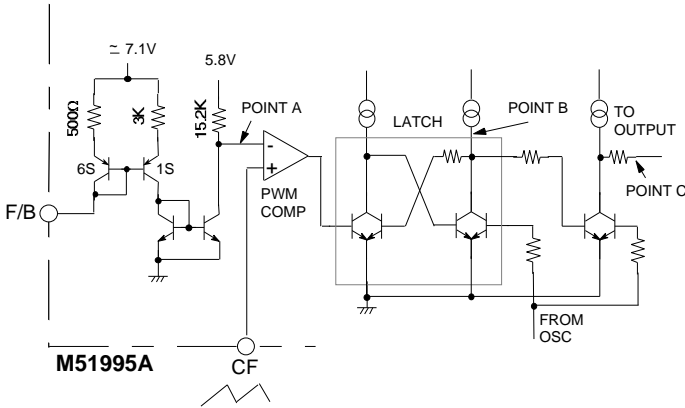 ≃ 7.1V
5.8V
500Ω
3K
15.2K
POINT A
LATCH
POINT B
TO
OUTPUT
POINT C
6S
1S
-
+
PWM
COMP
F/B
FROM
OSC
M51995A
CF